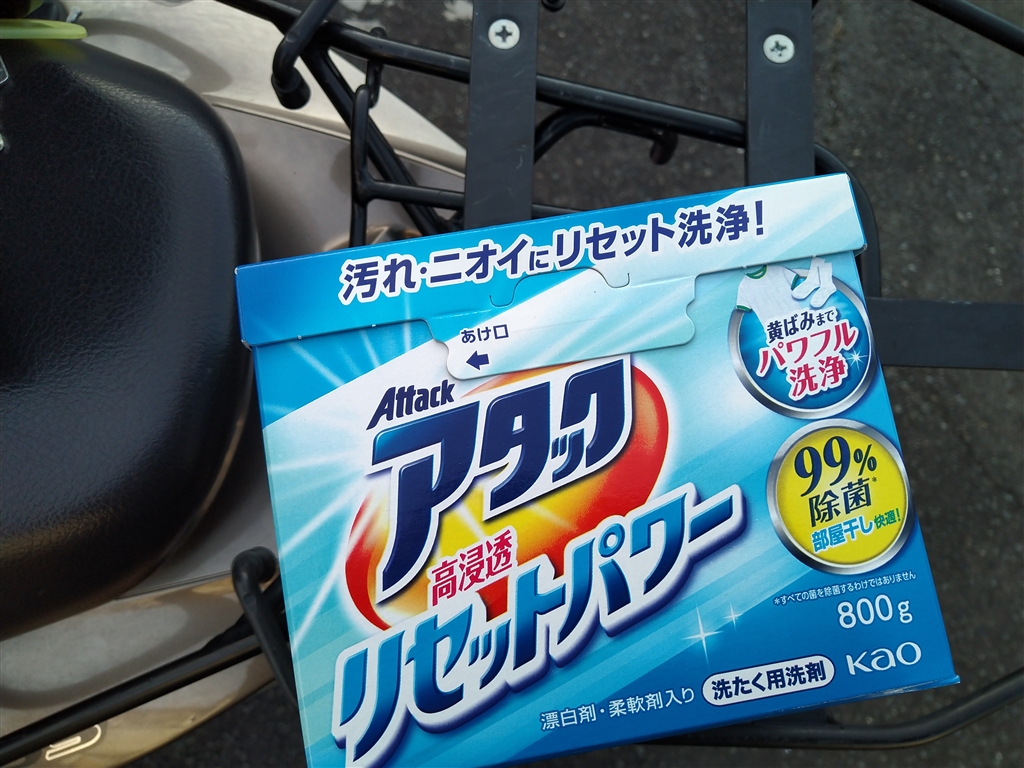 汚れ・ニオイにリセット洗浄!
あけ口
黄ばみまで
パワフル
洗浄
Attack
アタック
高浸透
リセットパワー
99%
除菌*
部屋干し快適!
*すべての菌を除菌するわけではありません
800g
漂白剤・柔軟剤入り
洗たく用洗剤
Kao